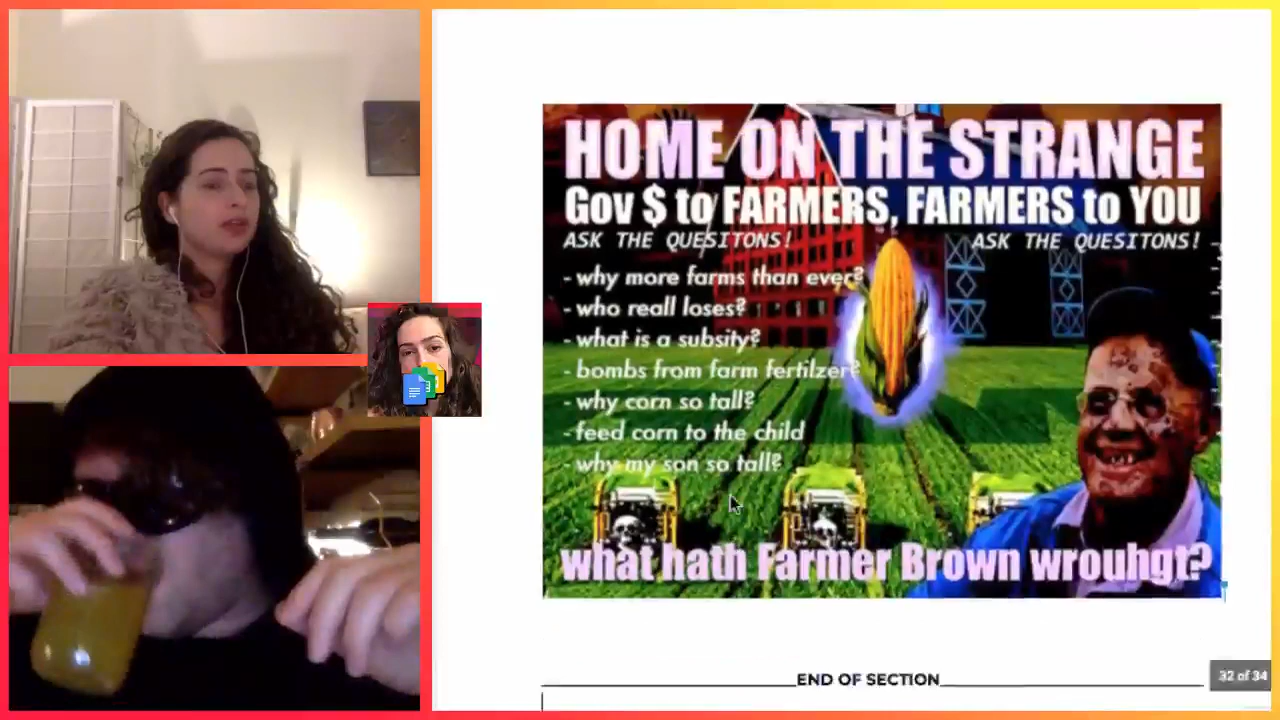 HOME ON THE STRANGE
Gov $ to FARMERS, FARMERS to YOU
ASK THE QUESITONS! ASK THE QUESITONS!
- why more farms than ever?
- who reall loses?
- what is a subsity?
- bombs from farm fertilzer?
- why corn so tall?
- feed corn to the child
- why my son so tall?
what hath Farmer Brown wrouhgt?
END OF SECTION
32 of 34